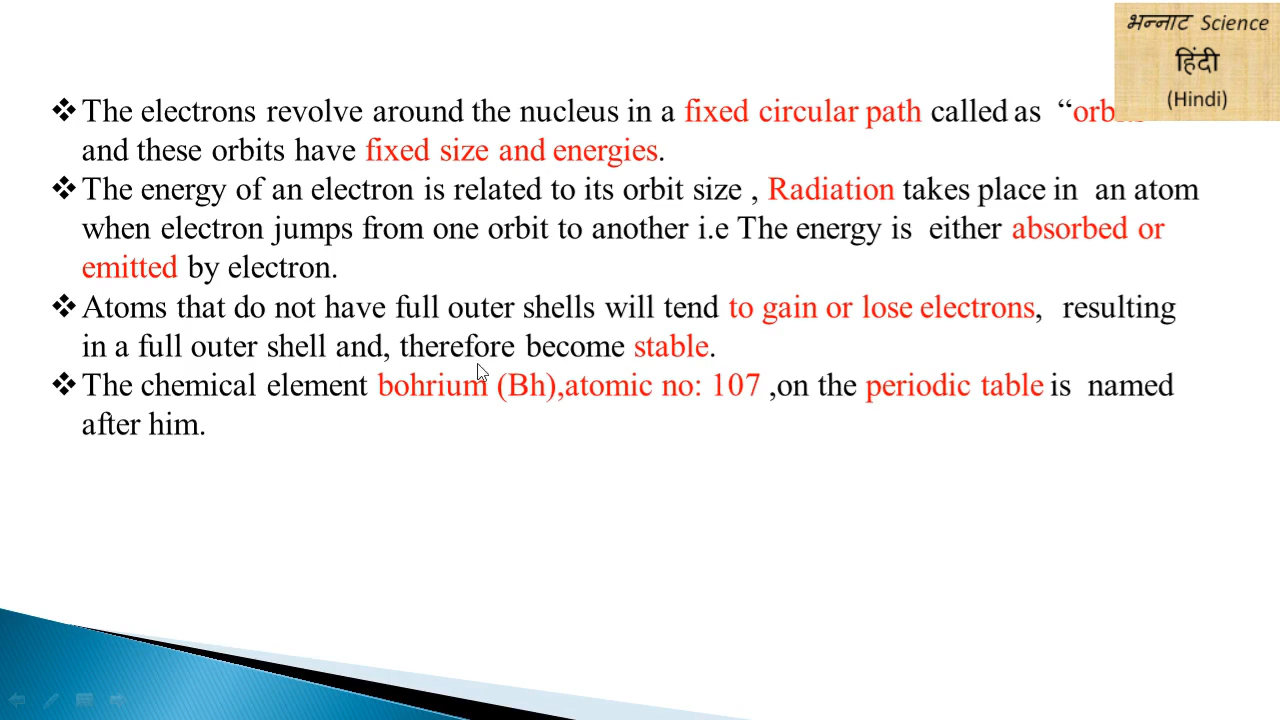 भन्नाट Science
हिंदी
(Hindi)
❖The electrons revolve around the nucleus in a fixed circular path called as “
and these orbits have fixed size and energies.
❖The energy of an electron is related to its orbit size , Radiation takes place in an atom
when electron jumps from one orbit to another i.e The energy is either absorbed or
emitted by electron.
❖Atoms that do not have full outer shells will tend to gain or lose electrons, resulting
in a full outer shell and, therefore become stable.
❖The chemical element bohrium (Bh),atomic no: 107 ,on the periodic table is named
after him.